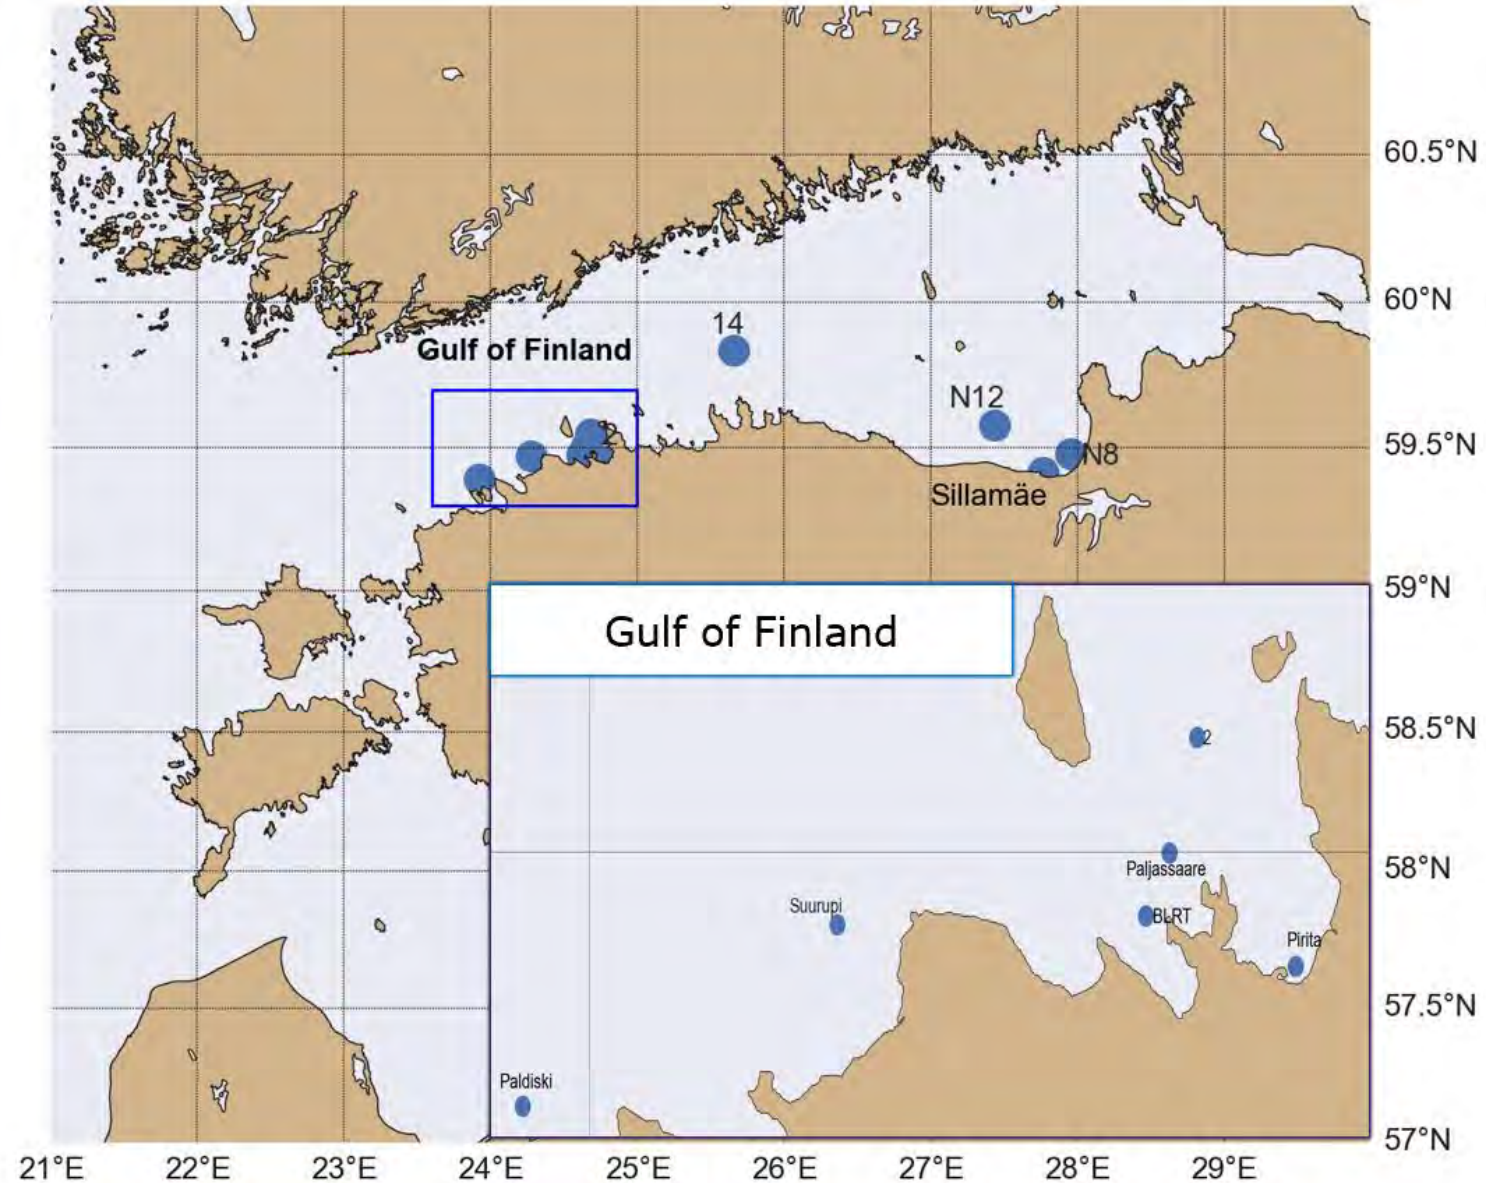 60.5°N
60°N
14
Gulf of Finland
N12
2
59.5°N
N8
Sillamäe
59°N
Gulf of Finland
58.5°N
2
58°N
Paljassaare
Suurupi
BLRT
Pirita
57.5°N
Paldiski
57°N
21°E 22°E 23°E 24°E 25°E 26°E 27°E 28°E 29°E